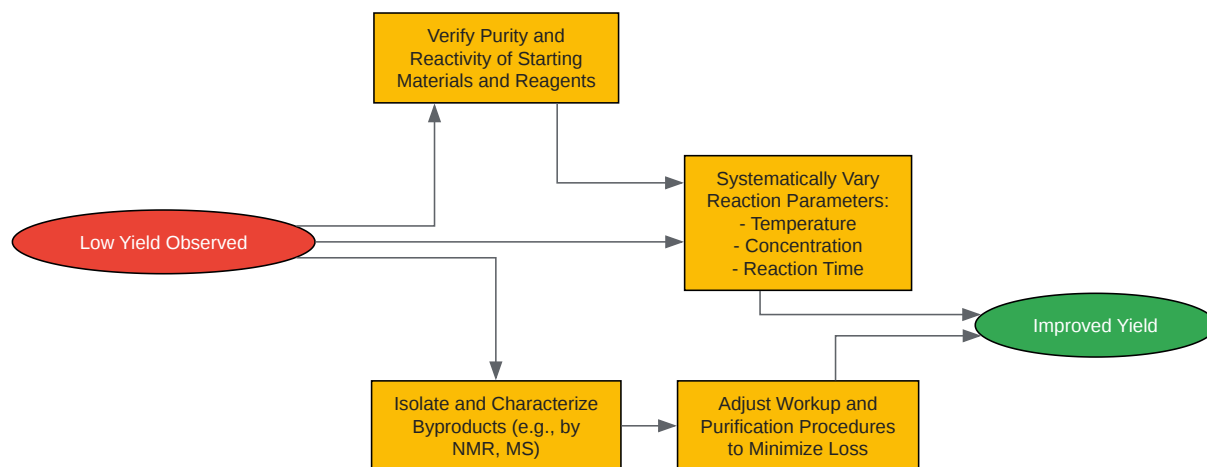 Verify Purity and
Reactivity of Starting
Materials and Reagents
Systematically Vary
Reaction Parameters:
- Temperature
- Concentration
- Reaction Time
Low Yield Observed
Improved Yield
Isolate and Characterize
Byproducts (e.g., by
NMR, MS)
Adjust Workup and
Purification Procedures
to Minimize Loss